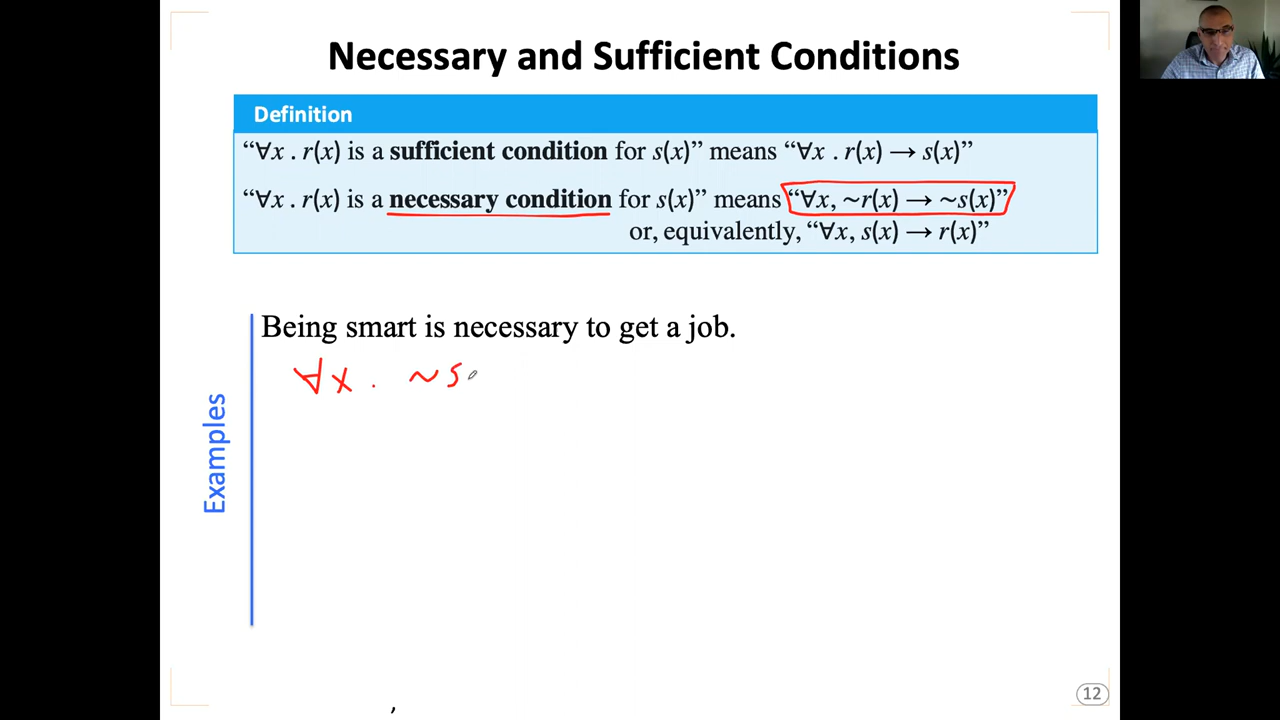 Necessary and Sufficient Conditions
Definition
“∀x . r(x) is a sufficient condition for s(x)” means “∀x . r(x) → s(x)”
“∀x . r(x) is a necessary condition for s(x)” means “∀x, ~r(x) → ~s(x)”
or, equivalently, “∀x, s(x) → r(x)”
Examples
Being smart is necessary to get a job.
∀x . ~s
12